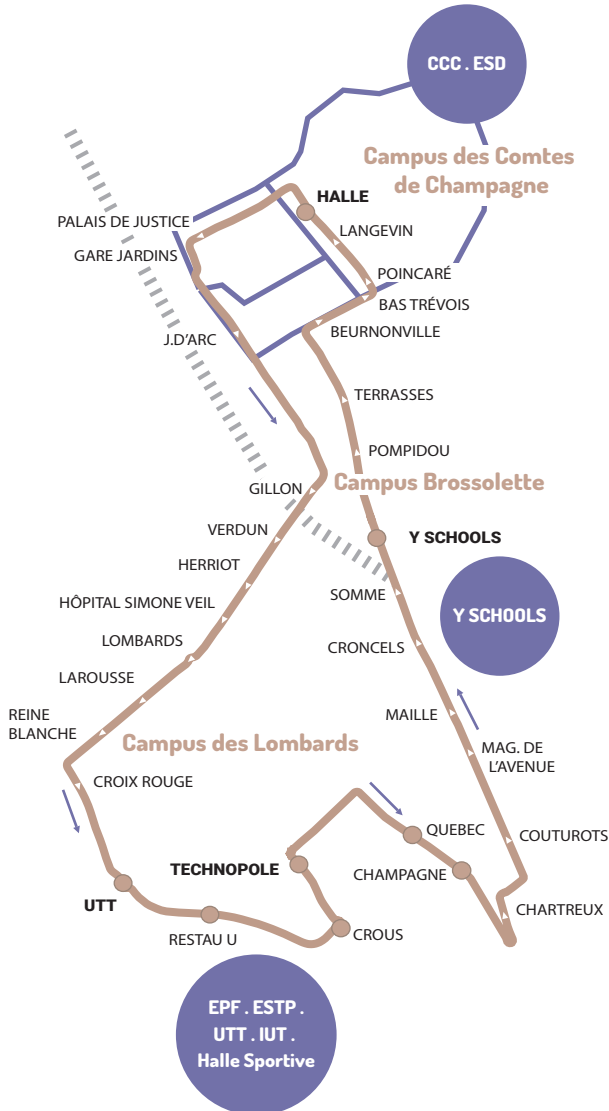 CCC . ESD
Campus des Comtes
de Champagne
HALLE
PALAIS DE JUSTICE
LANGEVIN
GARE JARDINS
POINCARÉ
BAS TRÉVOIS
J.D'ARC
BEURNONVILLE
TERRASSES
POMPIDOU
GILLON
Campus Brossolette
VERDUN
Y SCHOOLS
HERRIOT
SOMME
HÔPITAL SIMONE VEIL
Y SCHOOLS
LOMBARDS
CRONCELS
LAROUSSE
MAILLE
REINE
BLANCHE
Campus des Lombards
MAG. DE
L'AVENUE
CROIX ROUGE
QUEBEC
COUTUROTS
TECHNOPOLE
CHAMPAGNE
UTT
CHARTREUX
RESTAU U
CROUS
EPF . ESTP .
UTT . IUT .
Halle Sportive